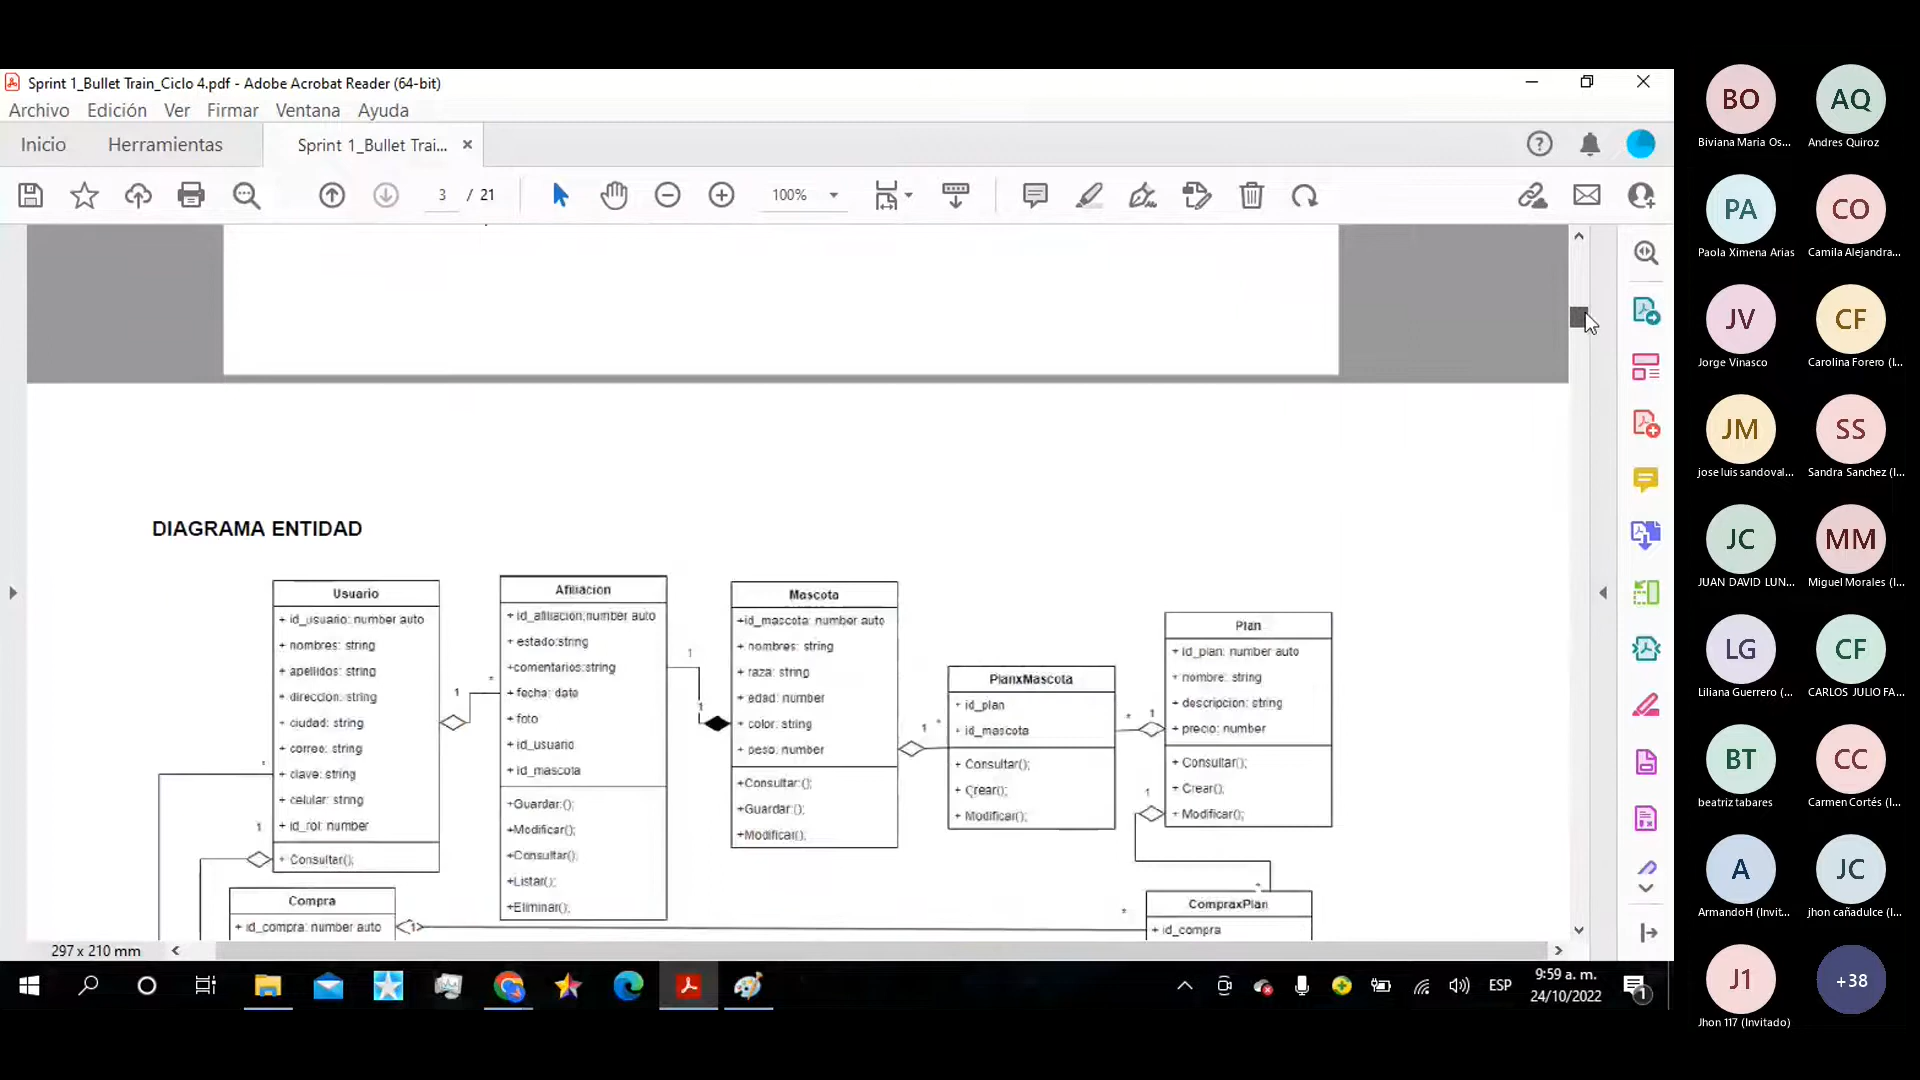 Sprint 1_Bullet Train_Ciclo 4.pdf - Adobe Acrobat Reader (64-bit)
Archivo Edición Ver Firmar Ventana Ayuda
Inicio Herramientas Sprint 1_Bullet Trai... ×
3 / 21 100%
DIAGRAMA ENTIDAD
Usuario
+ id_usuario: number auto
+ nombres: string
+ apellidos: string
+ direccion: string
+ ciudad: string
+ correo: string
+ clave: string
+ celular: string
+ id_rol: number
+ Consultar();
1
*
1
*
Afiliacion
+ id_afiliacion:number auto
+ estado:string
+comentarios:string
+ fecha: date
+ foto
+ id_usuario
+ id_mascota
+Guardar:();
+Modificar();
+Consultar();
+Listar();
+Eliminar();
1
1
Mascota
+id_mascota: number auto
+ nombres: string
+ raza: string
+ edad: number
+ color: string
+ peso: number
+Consultar:();
+Guardar:();
+Modificar();
1
*
PlanxMascota
+ id_plan
+ id_mascota
+ Consultar();
+ Crear();
+ Modificar();
*
1
Plan
+ id_plan: number auto
+ nombre: string
+ descripcion: string
+ precio: number
+ Consultar();
+ Crear();
+ Modificar();
1
*
Compra
+ id_compra: number auto
1
*
CompraxPlan
+ id_compra
297 x 210 mm
ESP
9:59 a. m.
24/10/2022
1
BO
Biviana Maria Os...
AQ
Andres Quiroz
PA
Paola Ximena Arias
CO
Camila Alejandra...
JV
Jorge Vinasco
CF
Carolina Forero (I...
JM
jose luis sandoval...
SS
Sandra Sanchez (I...
JC
JUAN DAVID LUN...
MM
Miguel Morales (I...
LG
Liliana Guerrero (...
CF
CARLOS JULIO FA...
BT
beatriz tabares
CC
Carmen Cortés (I...
A
ArmandoH (Invit...
JC
jhon cañadulce (I...
J1
Jhon 117 (Invitado)
+38